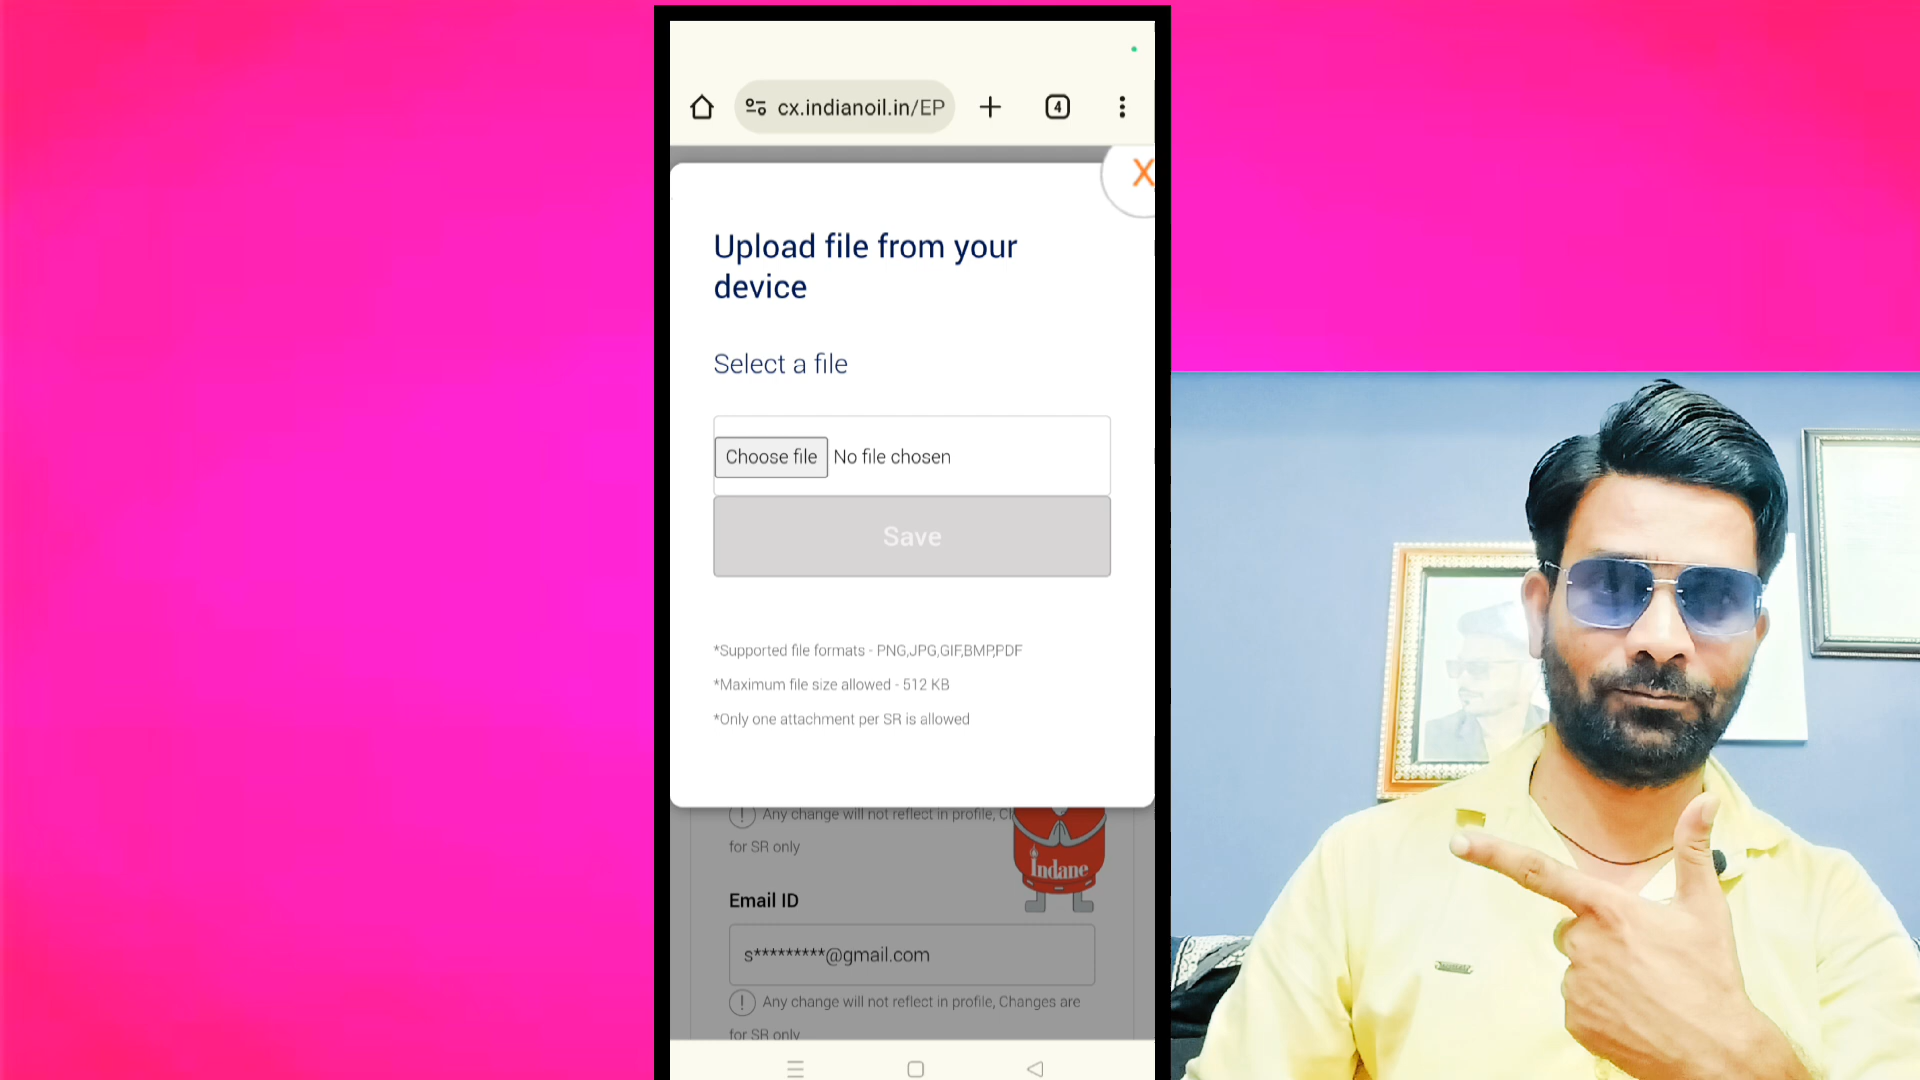 cx.indianoil.in/EP
4
X
Upload file from your
device
Select a file
Choose file No file chosen
Save
*Supported file formats - PNG,JPG,GIF,BMP,PDF
*Maximum file size allowed - 512 KB
*Only one attachment per SR is allowed
! Any change will not reflect in profile,
for SR only
Indane
Email ID
s*********@gmail.com
! Any change will not reflect in profile, Changes are
for SR only